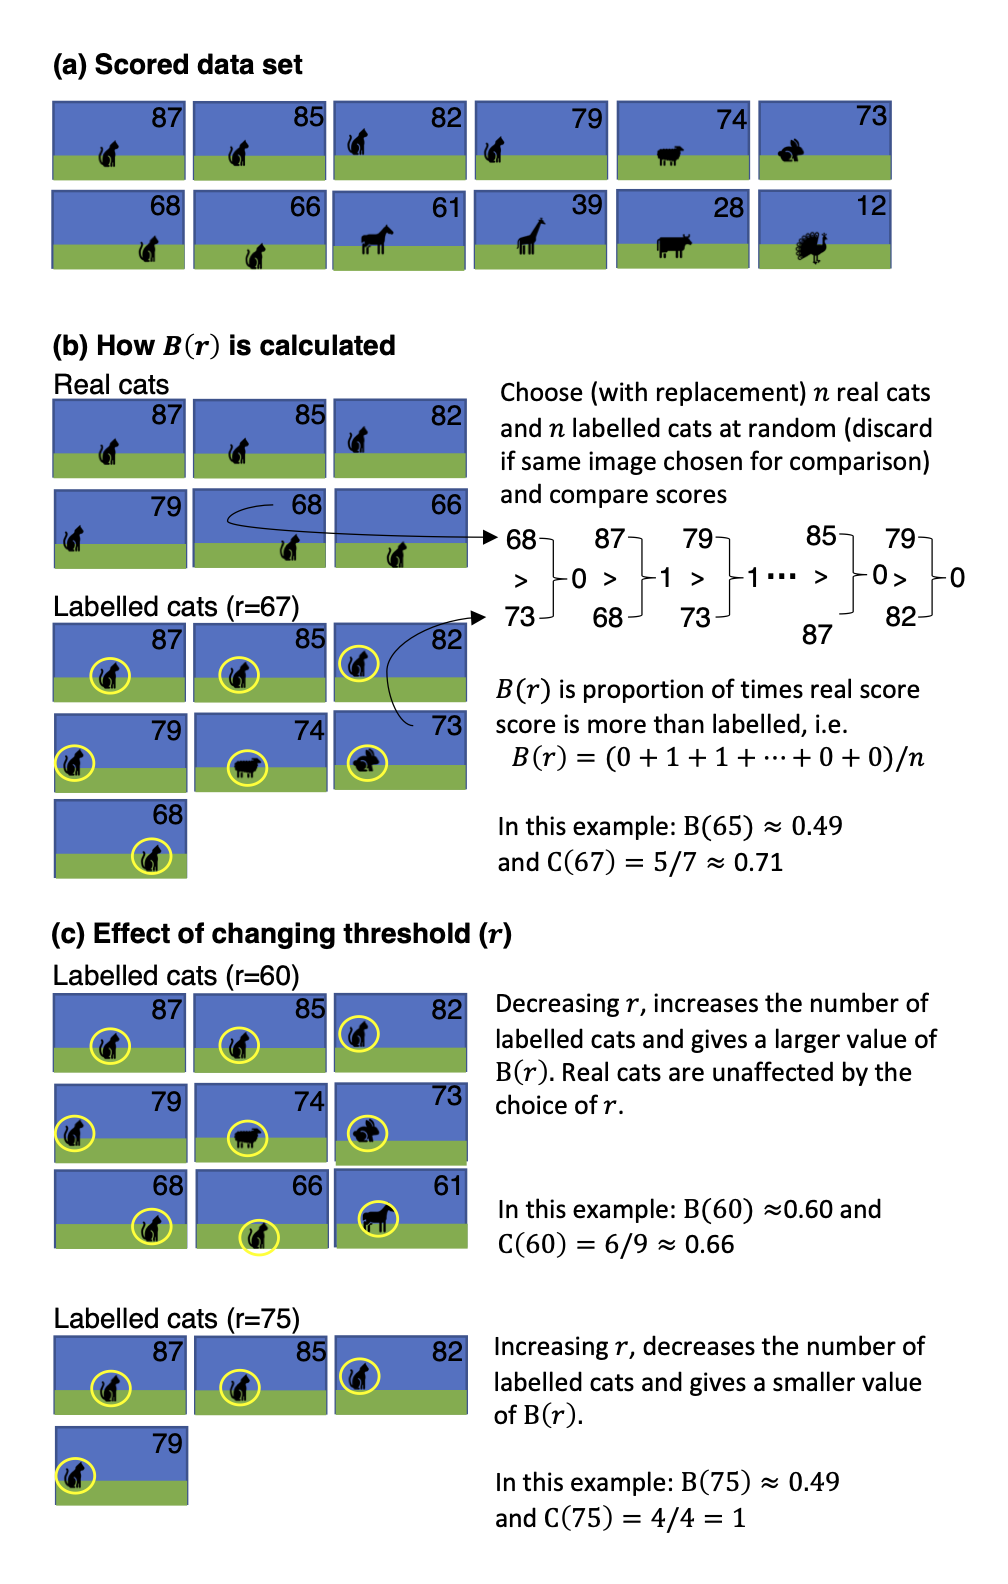 (a) Scored data set
87 85 82 79 74 73
68 66 61 39 28 12
(b) How B(r) is calculated
Real cats
87 85 82
79 68 66
Choose (with replacement) n real cats
and n labelled cats at random (discard
if same image chosen for comparison)
and compare scores
68 87 79 85 79
> 0 > 1 > 1 ··· > 0 > 0
73 68 73 87 82
Labelled cats (r=67)
87 85 82
79 74 73
68
B(r) is proportion of times real score
score is more than labelled, i.e.
B(r) = (0 + 1 + 1 + ··· + 0 + 0)/n
In this example: B(65) ≈ 0.49
and C(67) = 5/7 ≈ 0.71
(c) Effect of changing threshold (r)
Labelled cats (r=60)
87 85 82
79 74 73
68 66 61
Decreasing r, increases the number of
labelled cats and gives a larger value of
B(r). Real cats are unaffected by the
choice of r.
In this example: B(60) ≈0.60 and
C(60) = 6/9 ≈ 0.66
Labelled cats (r=75)
87 85 82
79
Increasing r, decreases the number of
labelled cats and gives a smaller value
of B(r).
In this example: B(75) ≈ 0.49
and C(75) = 4/4 = 1